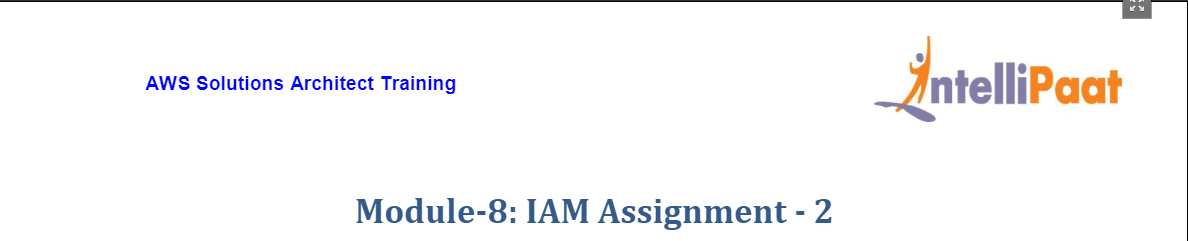 AWS Solutions Architect Training
IntelliPaat
Module-8: IAM Assignment - 2